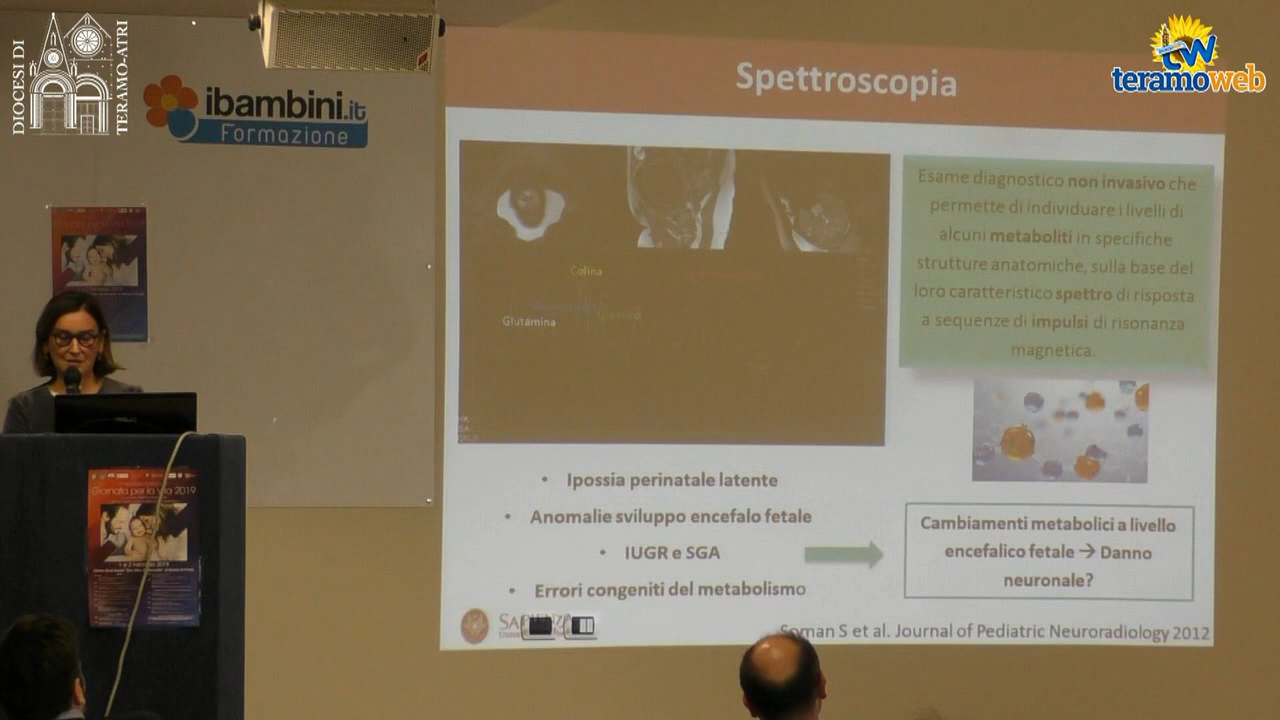 DIOCESI DI
TERAMO-ATRI
ibambini.it
Formazione
tw
teramoweb
Spettroscopia
Esame diagnostico non invasivo che
permette di individuare i livelli di
alcuni metaboliti in specifiche
strutture anatomiche, sulla base del
loro caratteristico spettro di risposta
a sequenze di impulsi di risonanza
magnetica.
Colina
Glutamina
• Ipossia perinatale latente
• Anomalie sviluppo encefalo fetale
• IUGR e SGA
• Errori congeniti del metabolismo
Cambiamenti metabolici a livello
encefalico fetale → Danno
neuronale?
Soman S et al. Journal of Pediatric Neuroradiology 2012
Giornata per la Vita 2019